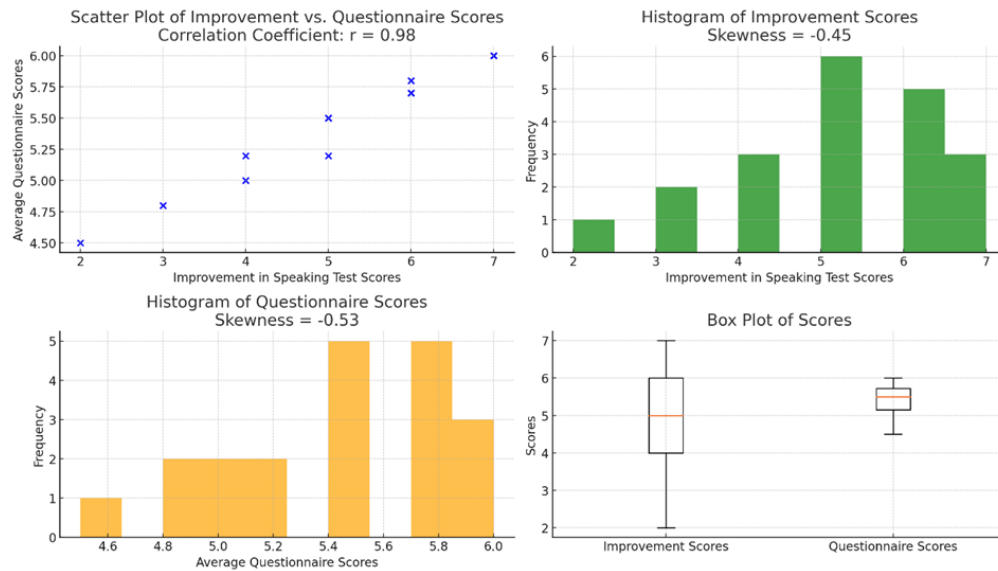 Scatter Plot of Improvement vs. Questionnaire Scores
Correlation Coefficient: r = 0.98
Average Questionnaire Scores
6.00
5.75
5.50
5.25
5.00
4.75
4.50
2 3 4 5 6 7
Improvement in Speaking Test Scores
Histogram of Improvement Scores
Skewness = -0.45
Frequency
6
5
4
3
2
1
0
2 3 4 5 6 7
Improvement in Speaking Test Scores
Histogram of Questionnaire Scores
Skewness = -0.53
Frequency
5
4
3
2
1
0
4.6 4.8 5.0 5.2 5.4 5.6 5.8 6.0
Average Questionnaire Scores
Box Plot of Scores
Scores
7
6
5
4
3
2
Improvement Scores Questionnaire Scores